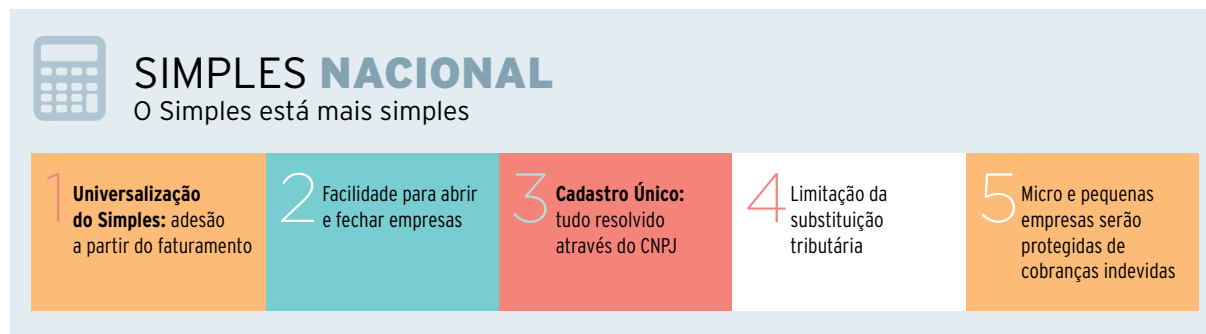 SIMPLES NACIONAL
O Simples está mais simples
1
Universalização
do Simples: adesão
a partir do faturamento
2
Facilidade para abrir
e fechar empresas
3
Cadastro Único:
tudo resolvido
através do CNPJ
4
Limitação da
substituição
tributária
5
Micro e pequenas
empresas serão
protegidas de
cobranças indevidas